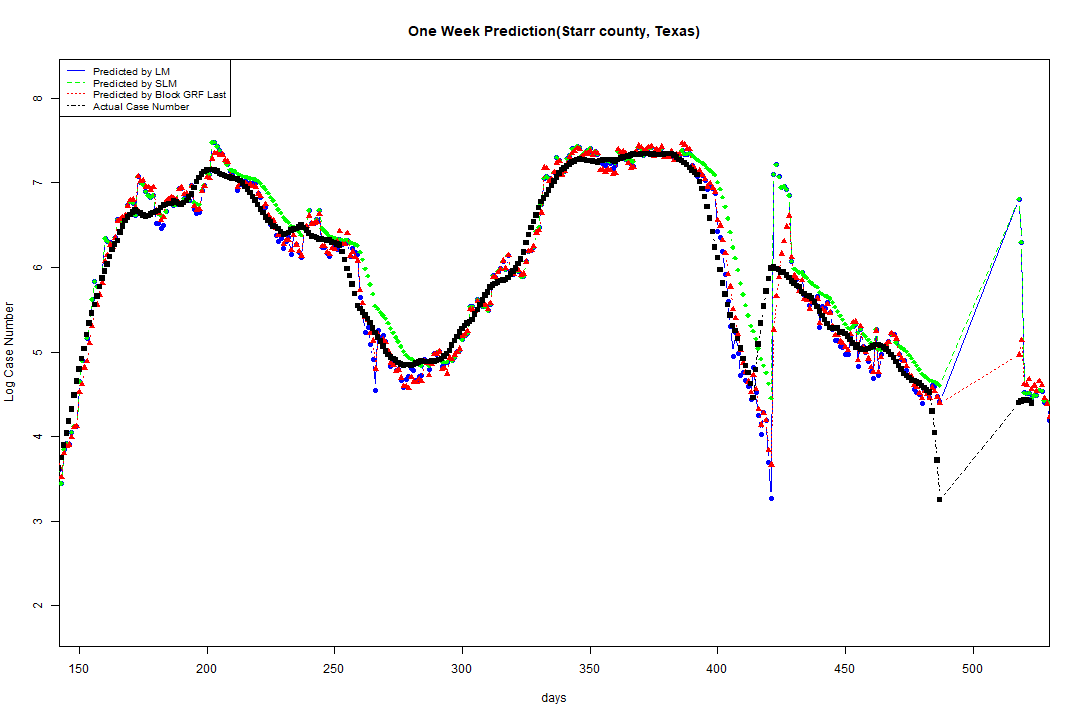 One Week Prediction(Starr county, Texas)
Predicted by LM
Predicted by SLM
Predicted by Block GRF Last
Actual Case Number
Log Case Number
8
7
6
5
4
3
2
150 200 250 300 350 400 450 500
days